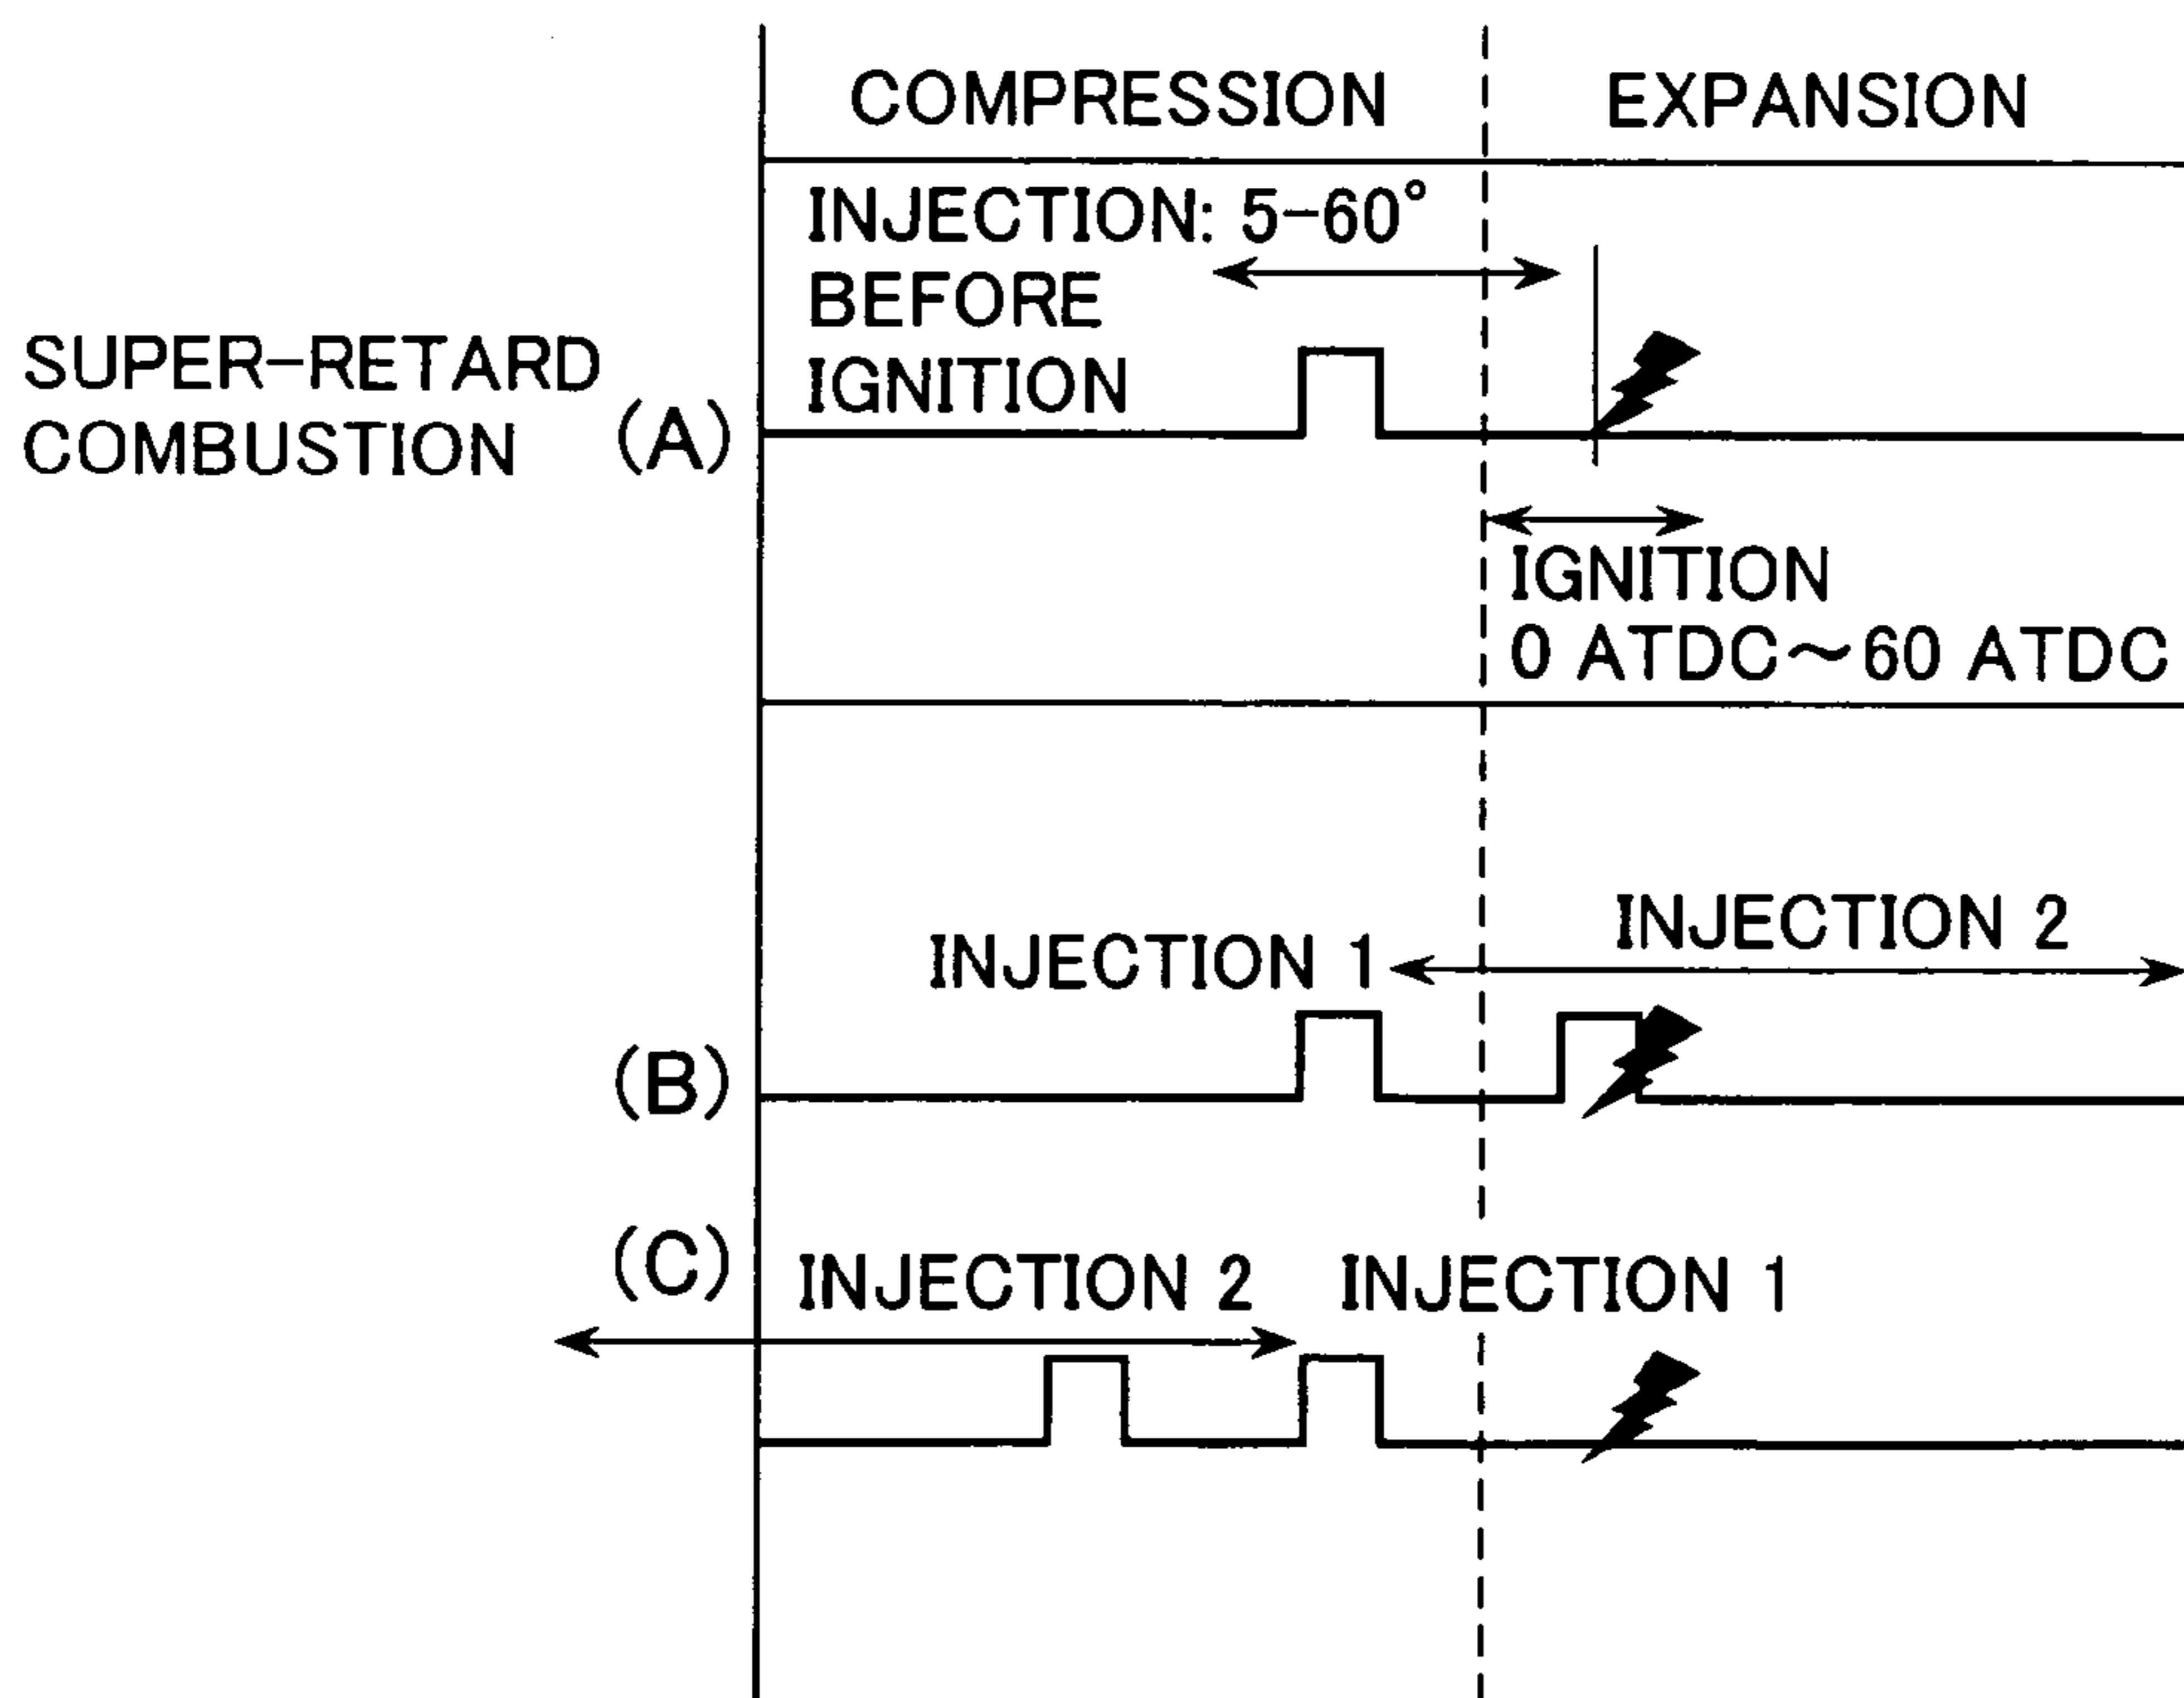 COMPRESSION EXPANSION
INJECTION: 5-60°
BEFORE
IGNITION
SUPER-RETARD
COMBUSTION (A)
IGNITION
0 ATDC~60 ATDC
INJECTION 1 INJECTION 2
(B)
(C) INJECTION 2 INJECTION 1